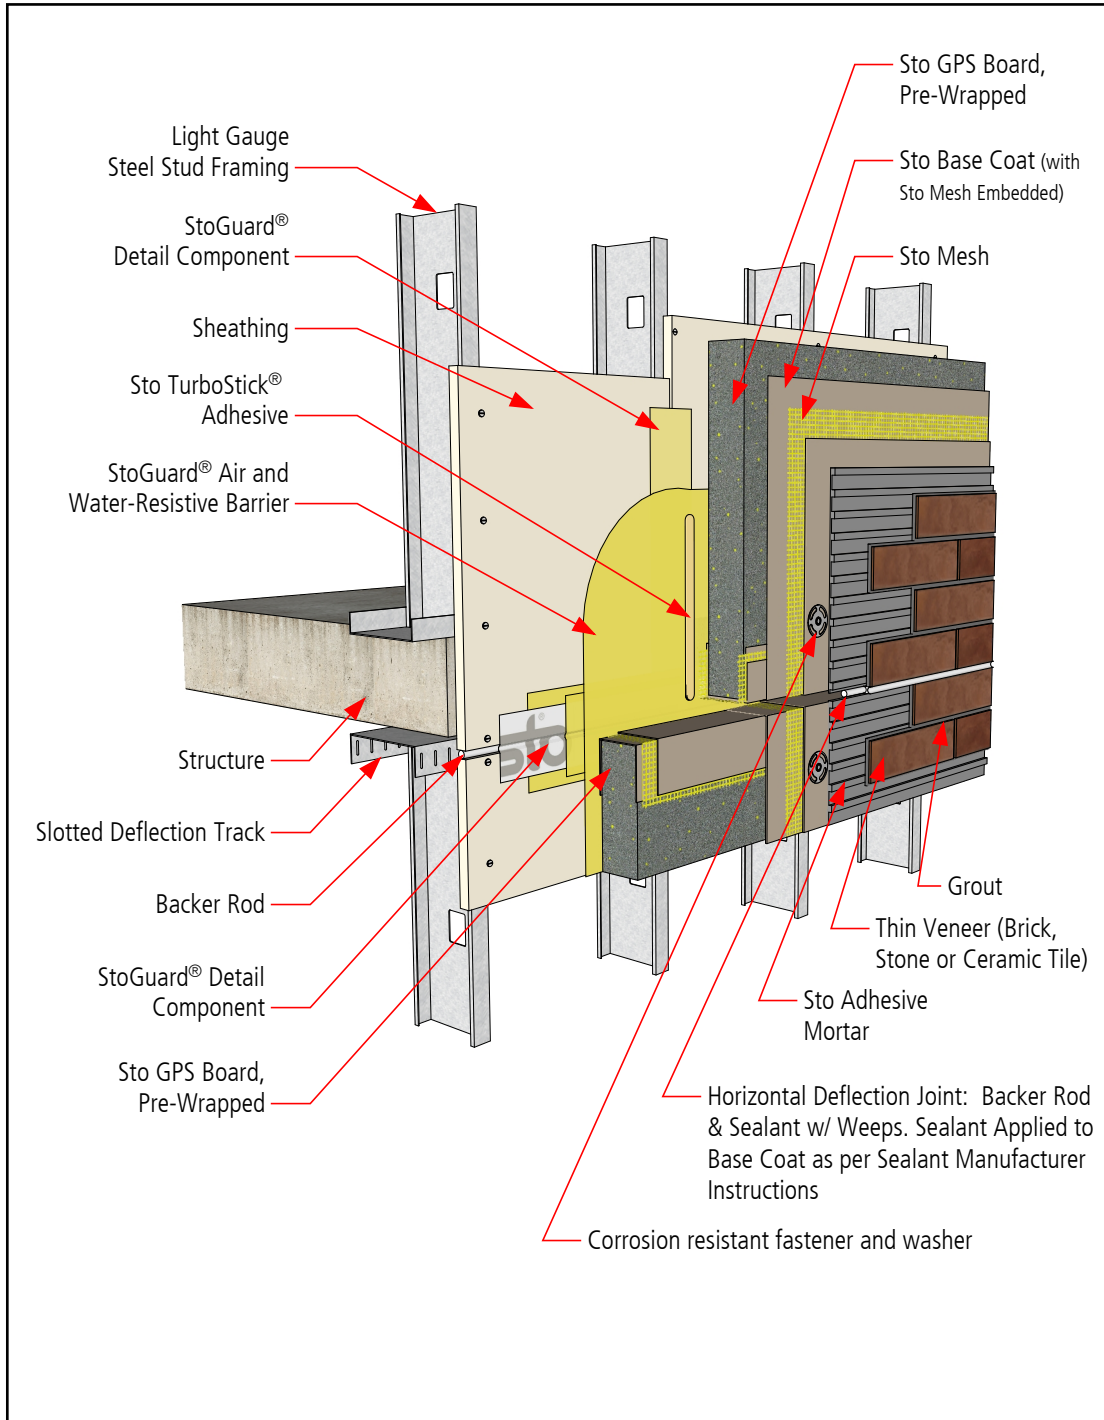 Sto GPS Board,
Pre-Wrapped
Light Gauge
Steel Stud Framing
Sto Base Coat (with
Sto Mesh Embedded)
StoGuard®
Detail Component
Sto Mesh
Sheathing
Sto TurboStick®
Adhesive
StoGuard® Air and
Water-Resistive Barrier
sto®
Structure
Slotted Deflection Track
Backer Rod
Grout
Thin Veneer (Brick,
Stone or Ceramic Tile)
StoGuard® Detail
Component
Sto Adhesive
Mortar
Sto GPS Board,
Pre-Wrapped
Horizontal Deflection Joint: Backer Rod
& Sealant w/ Weeps. Sealant Applied to
Base Coat as per Sealant Manufacturer
Instructions
Corrosion resistant fastener and washer